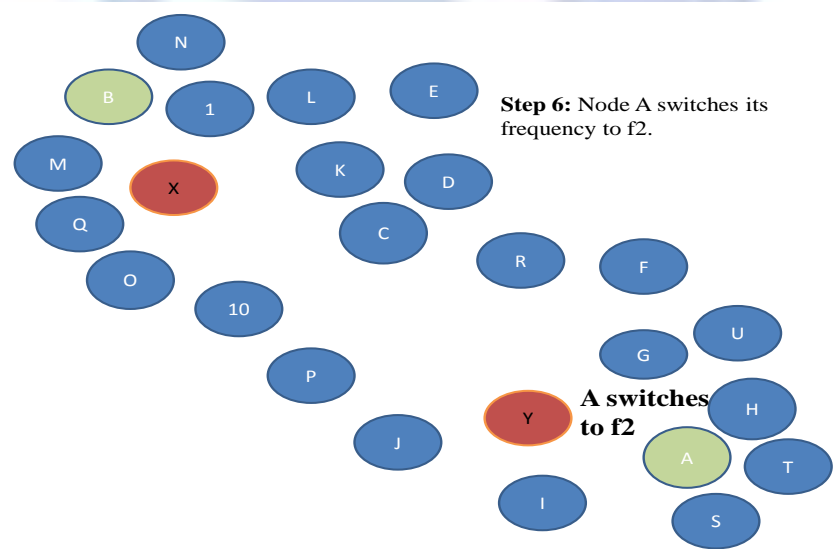 N
B
1
L
E
Step 6: Node A switches its
frequency to f2.
M
X
K
D
Q
C
O
R
F
10
U
G
P
A switches
to f2
Y
H
J
A
T
I
S